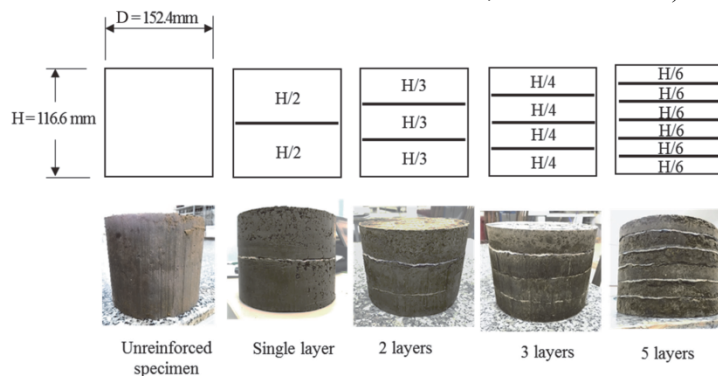 D = 152.4mm
H = 116.6 mm
H/2
H/2
H/3
H/3
H/3
H/4
H/4
H/4
H/4
H/6
H/6
H/6
H/6
H/6
H/6
Unreinforced
specimen
Single layer
2 layers
3 layers
5 layers